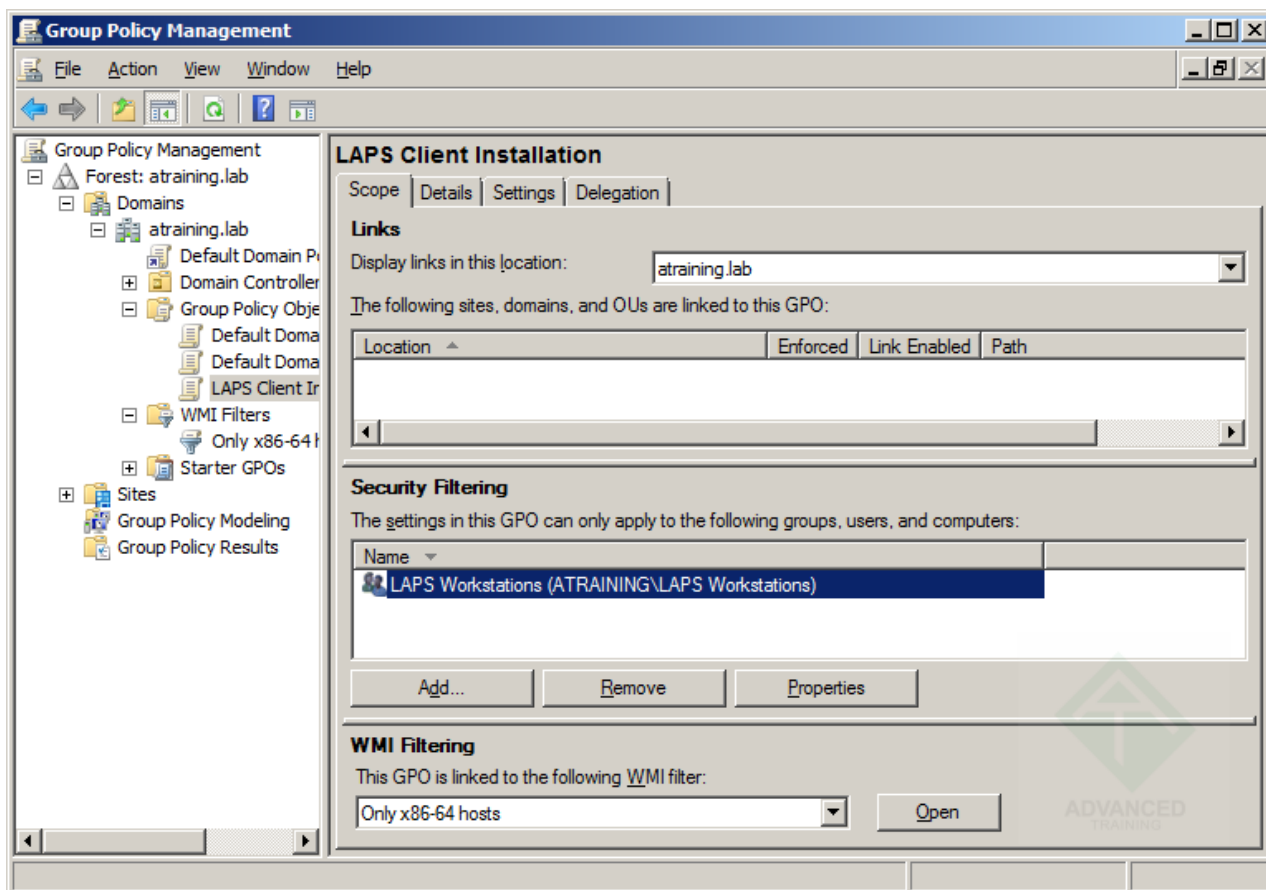 Group Policy Management
File Action View Window Help
Group Policy Management
Forest: atraining.lab
Domains
atraining.lab
Default Domain P
Domain Controller
Group Policy Obje
Default Doma
Default Doma
LAPS Client Ir
WMI Filters
Only x86-64 h
Starter GPOs
Sites
Group Policy Modeling
Group Policy Results
LAPS Client Installation
Scope Details Settings Delegation
Links
Display links in this location: atraining.lab
The following sites, domains, and OUs are linked to this GPO:
Location Enforced Link Enabled Path
Security Filtering
The settings in this GPO can only apply to the following groups, users, and computers:
Name
LAPS Workstations (ATRAINING\LAPS Workstations)
Add... Remove Properties
WMI Filtering
This GPO is linked to the following WMI filter:
Only x86-64 hosts Open
ADVANCED
TRAINING